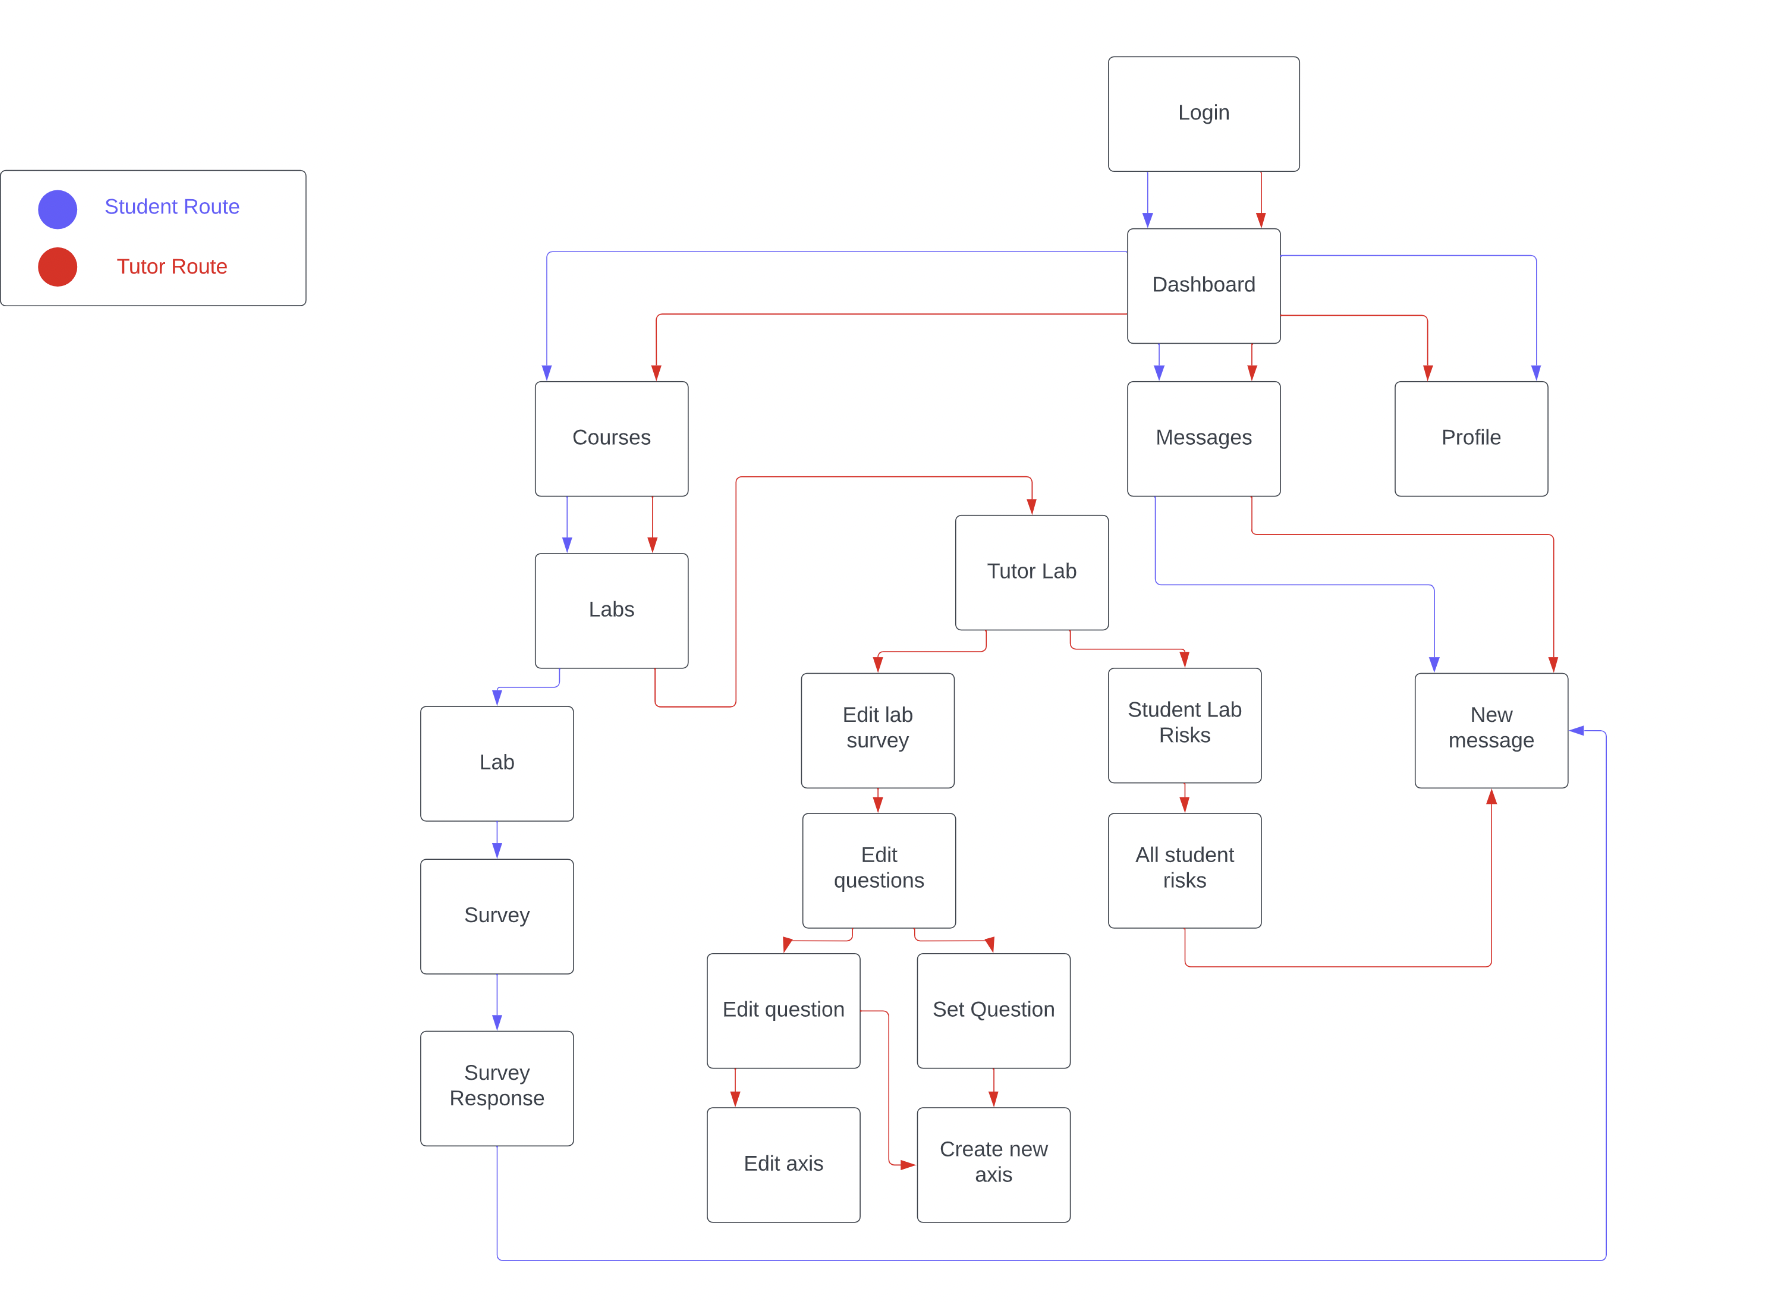 Login
Student Route
Tutor Route
Dashboard
Courses
Messages
Profile
Tutor Lab
Labs
Edit lab
survey
Student Lab
Risks
New
message
Lab
Edit
questions
All student
risks
Survey
Edit question
Set Question
Survey
Response
Edit axis
Create new
axis